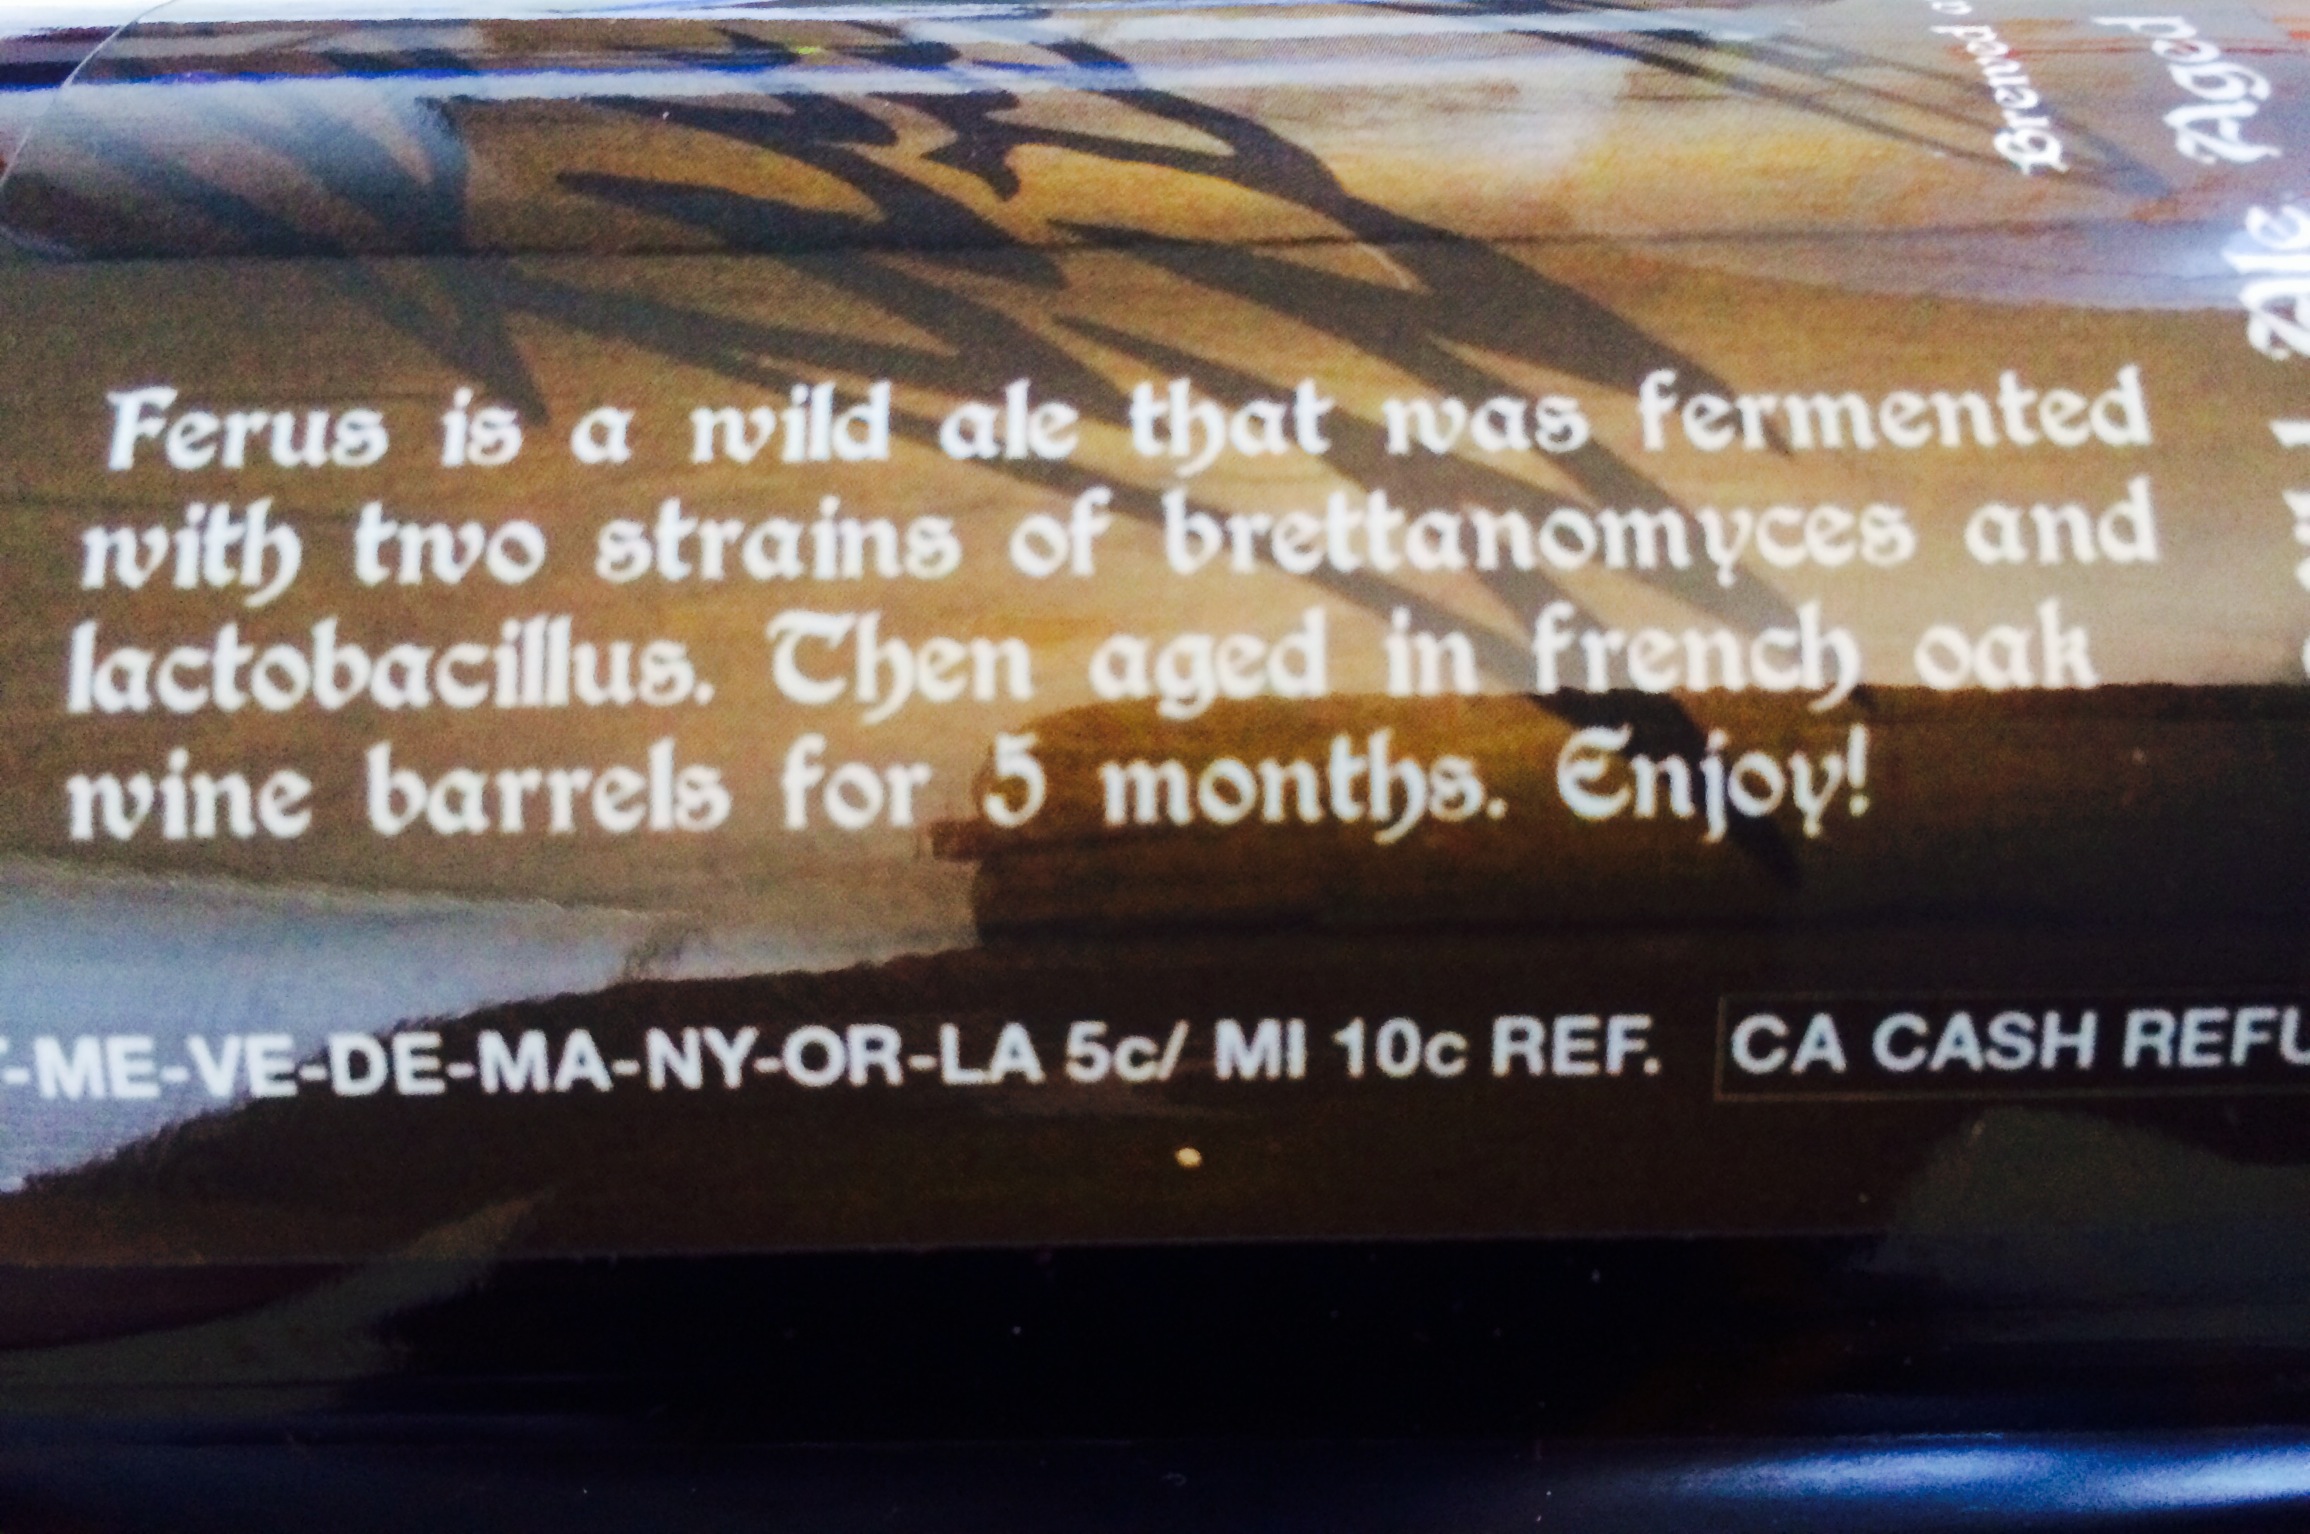 Ferus is a wild ale that was fermented
with two strains of brettanomyces and
lactobacillus. Then aged in french oak
wine barrels for 5 months. Enjoy!
-ME-VE-DE-MA-NY-OR-LA 5c/ MI 10c REF. CA CASH REFU
Ale Aged
Brewed